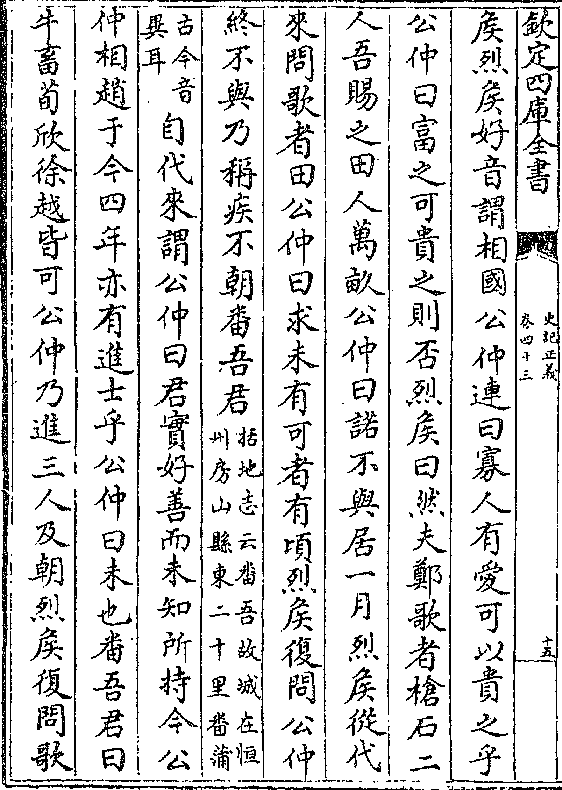 欽定四庫全書
史記正義
卷四十三
十五
矦烈矦好音謂相國公仲連曰寡人有愛可以貴之乎
公仲曰富之可貴之則否烈矦曰然夫鄭歌者槍石二
人吾賜之田人萬畝公仲曰諾不與居一月烈矦從代
來問歌者田公仲曰求未有可者有頃烈矦復問公仲
終不與乃稱疾不朝番吾君括地志云番吾故城在恒
州房山縣東二十里番蒲
古今音
異耳自代來謂公仲曰君實好善而未知所持今公
仲相趙于今四年亦有進士乎公仲曰未也番吾君曰
牛畜荀欣徐越皆可公仲乃進三人及朝烈矦復問歌